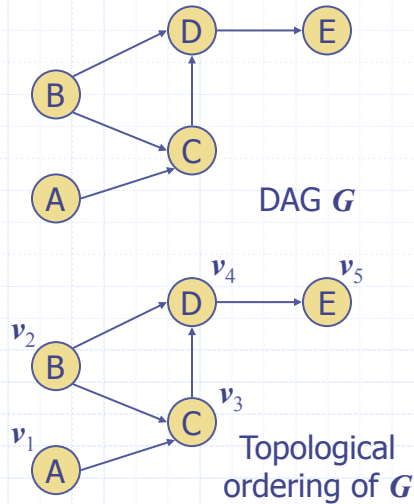 D
E
B
C
A
DAG G
v4
v5
D
E
v2
B
v3
C
v1
A
Topological
ordering of G